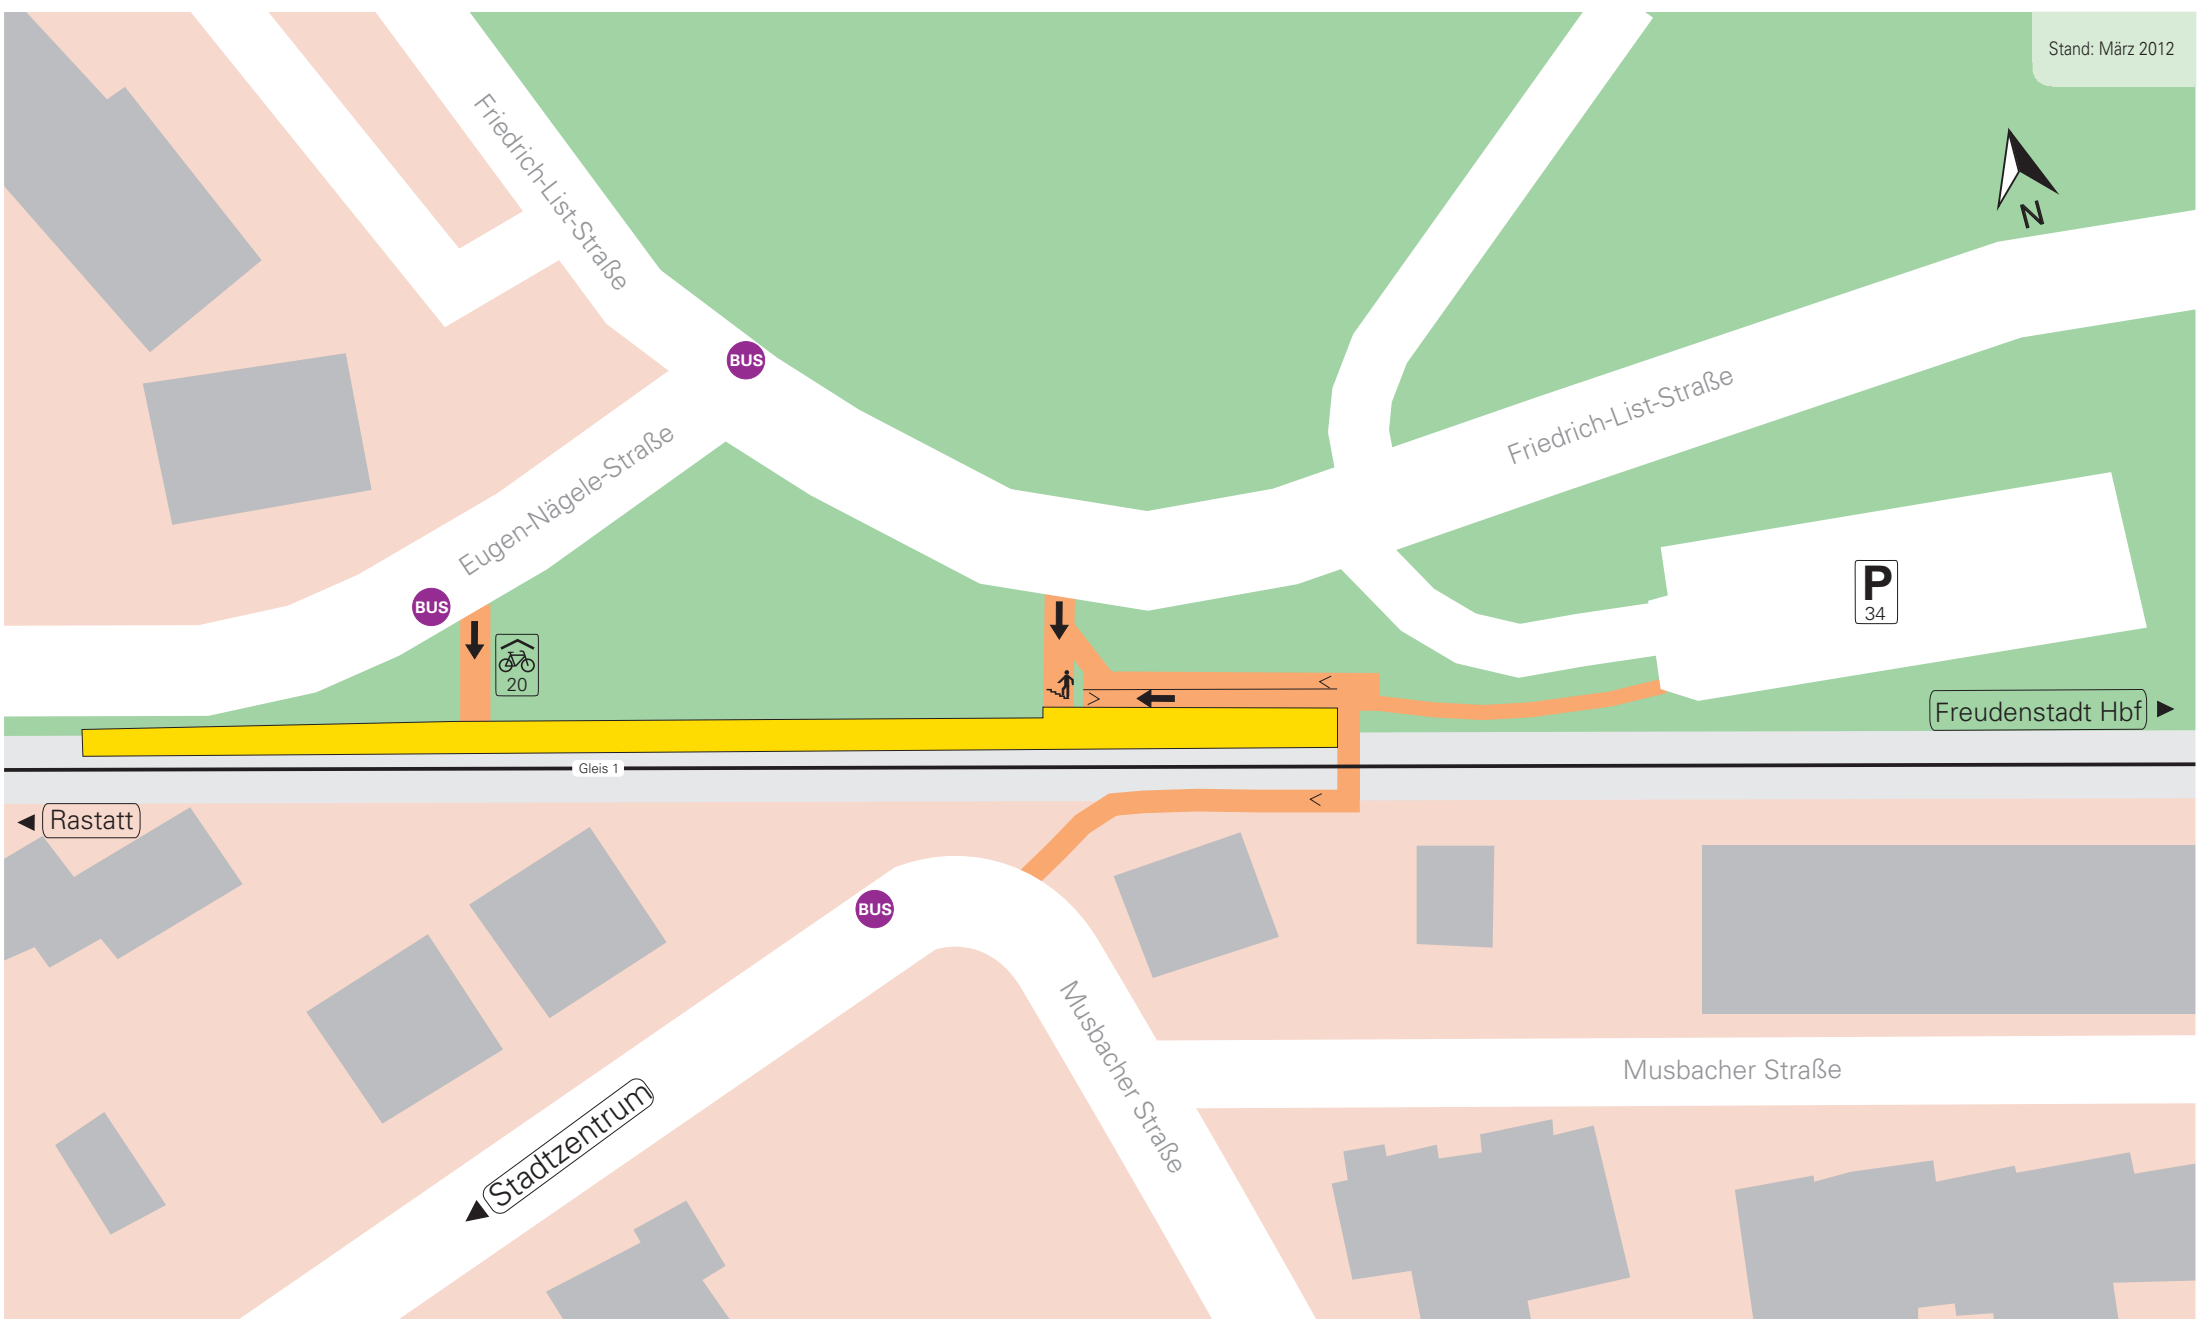 Stand: März 2012
Friedrich-List-Straße
N
BUS
Friedrich-List-Straße
Eugen-Nägele-Straße
BUS
P
34
20
<
>
Freudenstadt Hbf
Gleis 1
<
Rastatt
BUS
Musbacher Straße
Musbacher Straße
Stadtzentrum